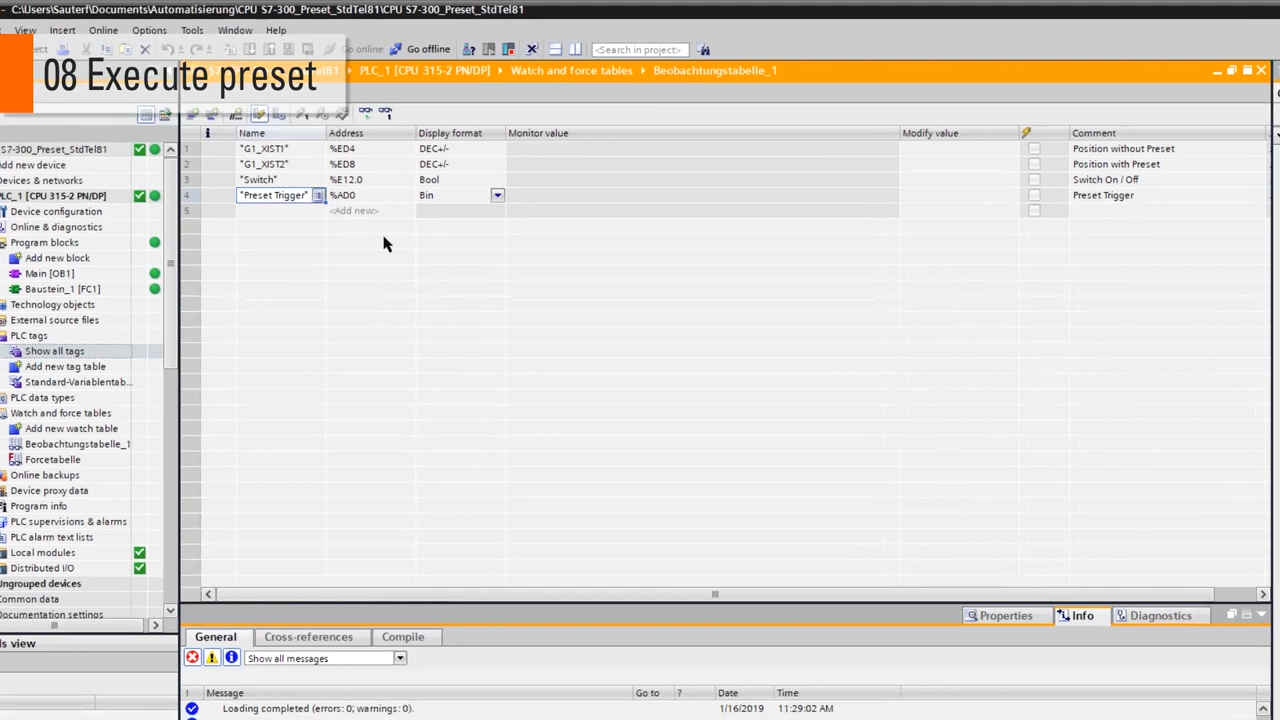 C:\Users\Sauterf\Documents\Automatisierung\CPU S7-300_Preset_StdTel81\CPU S7-300_Preset_StdTel81
View Insert Online Options Tools Window Help
Go online Go offline <Search in project>
08 Execute preset
PLC_1 [CPU 315-2 PN/DP] Watch and force tables Beobachtungstabelle_1
i Name Address Display format Monitor value Modify value Comment
1 "G1_XIST1" %ED4 DEC+/- Position without Preset
2 "G1_XIST2" %ED8 DEC+/- Position with Preset
3 "Switch" %E12.0 Bool Switch On / Off
4 "Preset Trigger" %AD0 Bin Preset Trigger
5 <Add new>
S7-300_Preset_StdTel81
Add new device
Devices & networks
PLC_1 [CPU 315-2 PN/DP]
Device configuration
Online & diagnostics
Program blocks
Add new block
Main [OB1]
Baustein_1 [FC1]
Technology objects
External source files
PLC tags
Show all tags
Add new tag table
Standard-Variablentab...
PLC data types
Watch and force tables
Add new watch table
Beobachtungstabelle_1
Forcetabelle
Online backups
Device proxy data
Program info
PLC supervisions & alarms
PLC alarm text lists
Local modules
Distributed I/O
Ungrouped devices
Common data
Documentation settings
ls view
Properties Info Diagnostics
General Cross-references Compile
Show all messages
! Message Go to ? Date Time
Loading completed (errors: 0; warnings: 0). 1/16/2019 11:29:02 AM